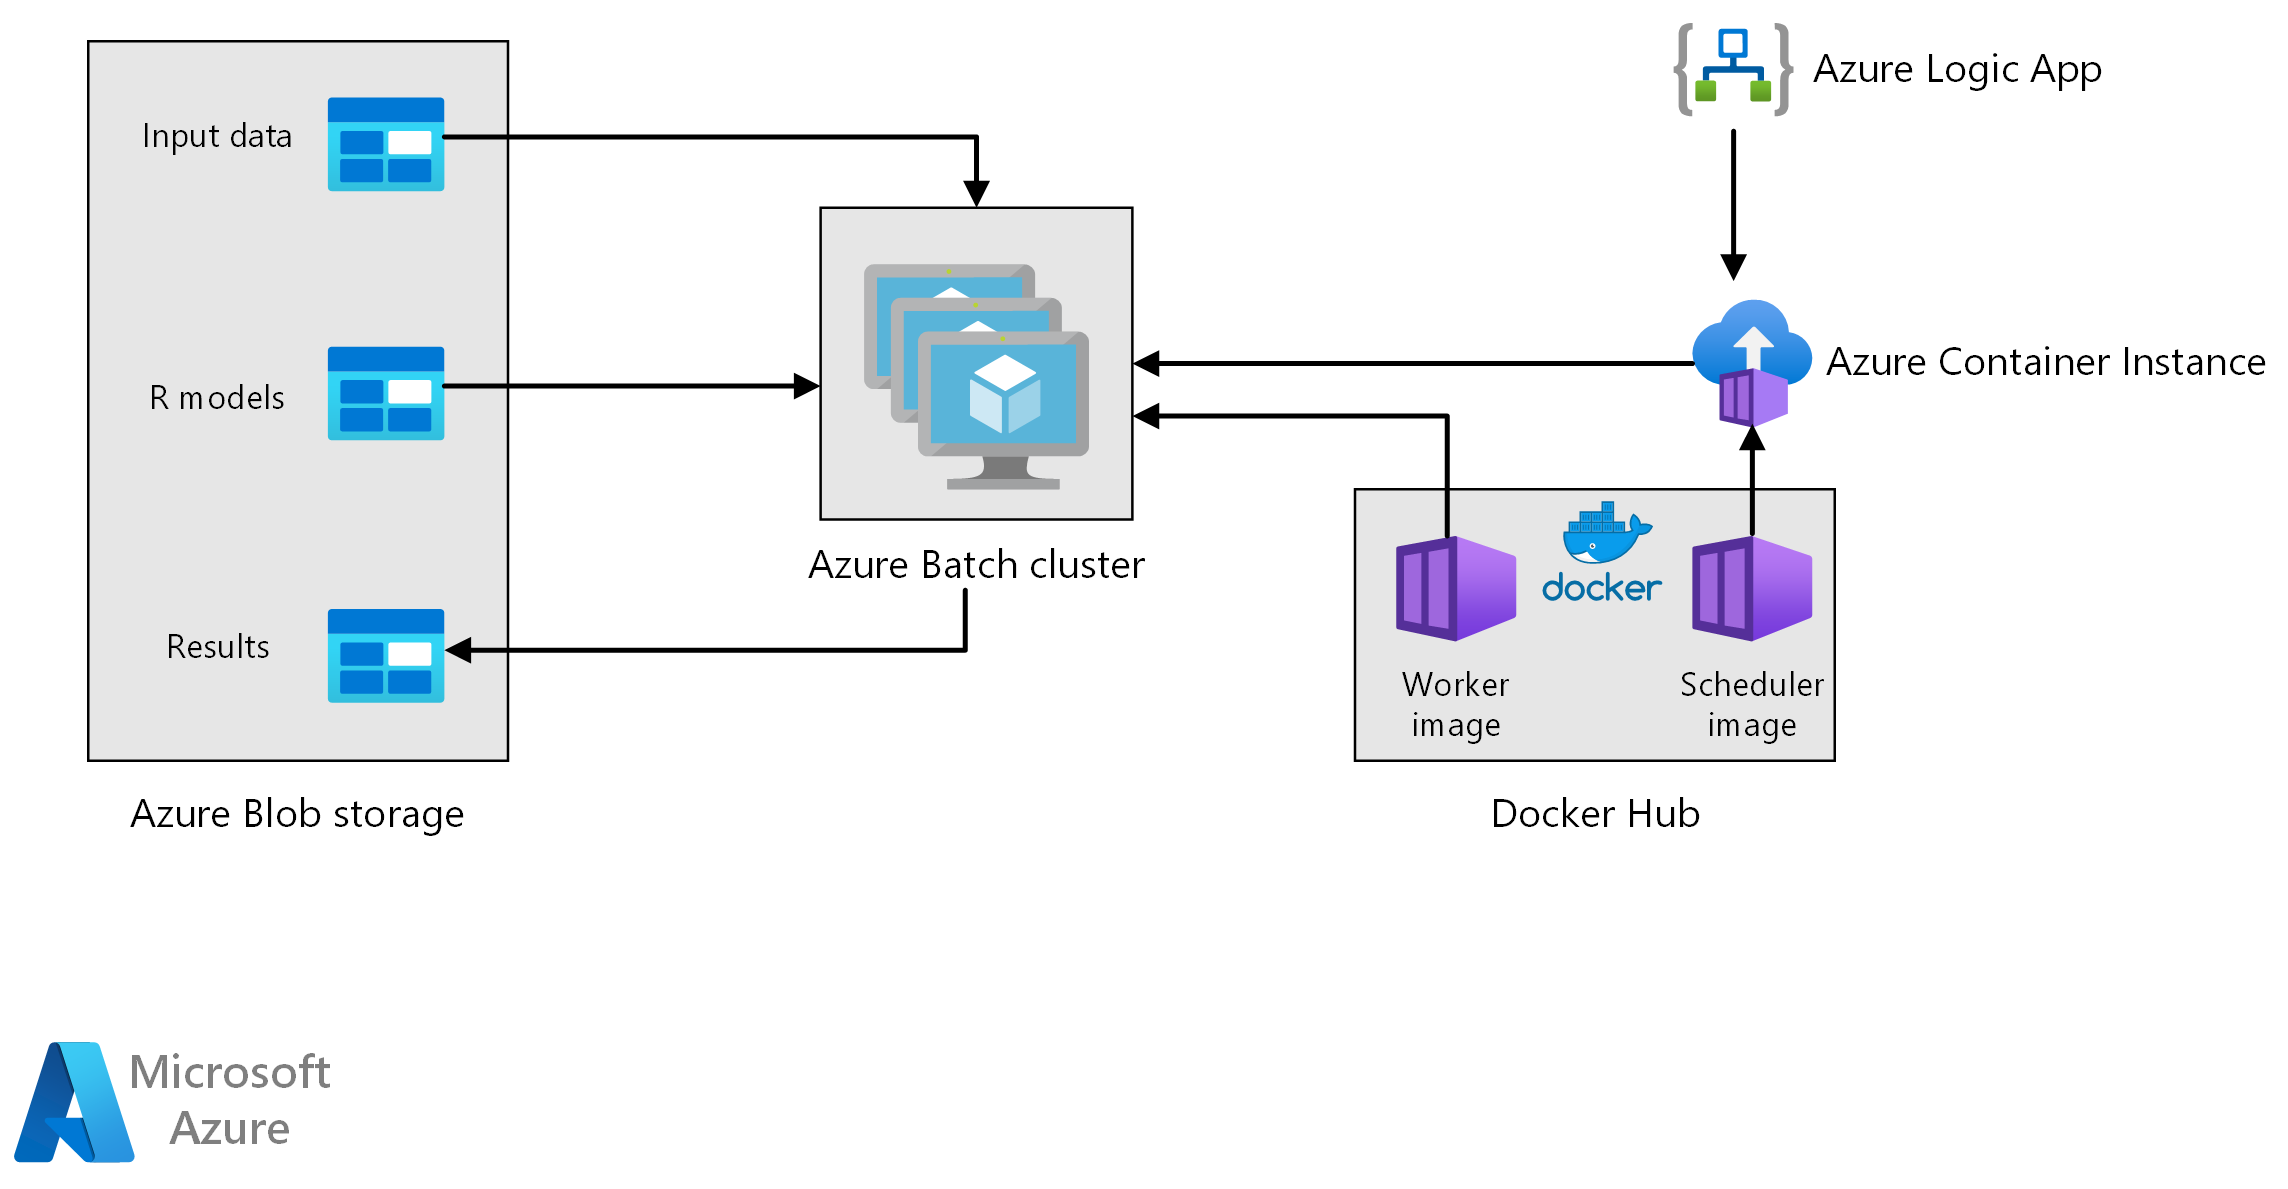 Azure Logic App
Input data
R models
Results
Azure Blob storage
Azure Batch cluster
Azure Container Instance
docker
Worker
image
Scheduler
image
Docker Hub
Microsoft
Azure